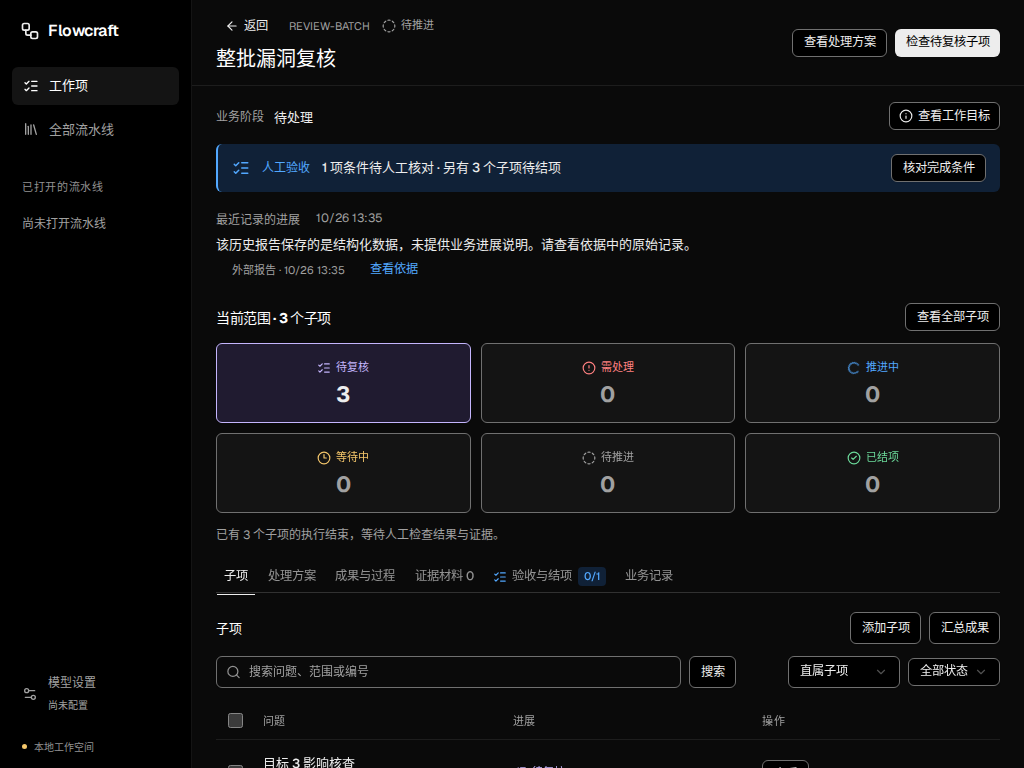 Flowcraft
工作项
全部流水线
已打开的流水线
尚未打开流水线
模型设置
尚未配置
本地工作空间
返回 REVIEW-BATCH 待推进
整批漏洞复核
查看处理方案 检查待复核子项
业务阶段 待处理
查看工作目标
人工验收 1 项条件待人工核对 · 另有 3 个子项待结项 核对完成条件
最近记录的进展 10/26 13:35
该历史报告保存的是结构化数据，未提供业务进展说明。请查看依据中的原始记录。
外部报告 · 10/26 13:35 查看依据
当前范围 · 3 个子项 查看全部子项
待复核
3
需处理
0
推进中
0
等待中
0
待推进
0
已结项
0
已有 3 个子项的执行结束，等待人工检查结果与证据。
子项 处理方案 成果与过程 证据材料 0 验收与结项 0/1 业务记录
子项 添加子项 汇总成果
搜索问题、范围或编号 搜索 直属子项 全部状态
问题 进展 操作
目标 3 影响核查